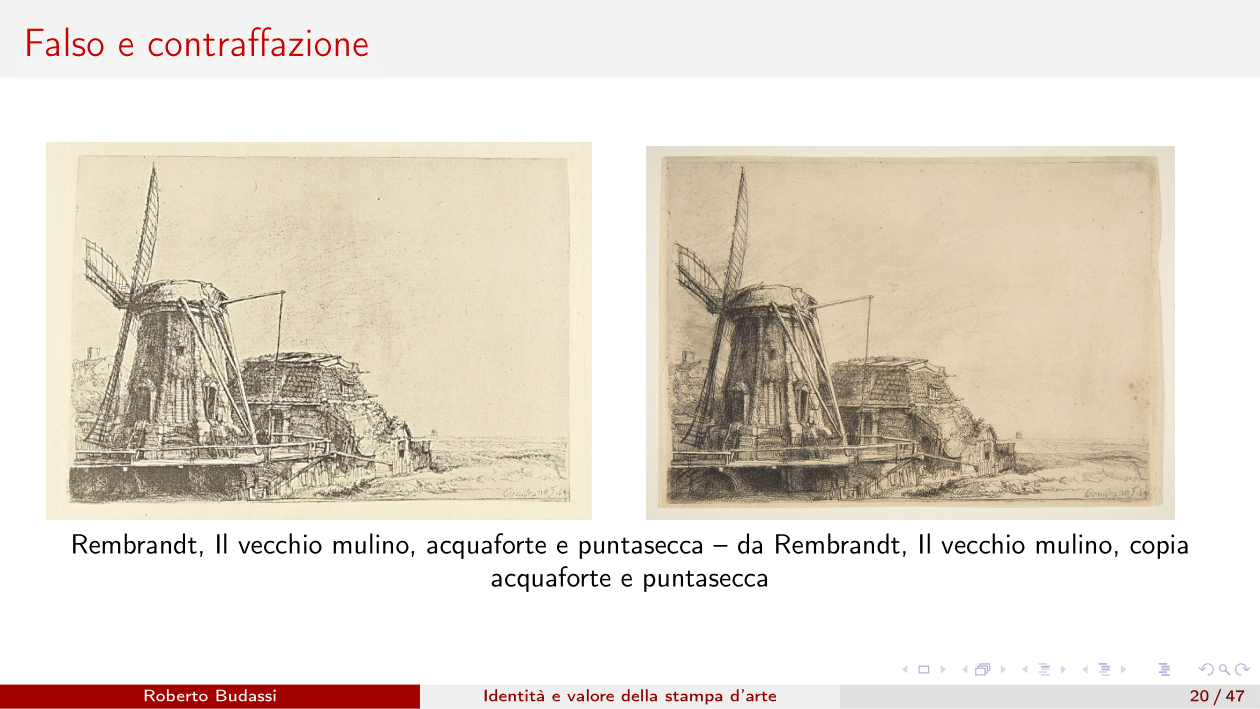 Falso e contraffazione
Rembrandt, Il vecchio mulino, acquaforte e puntasecca – da Rembrandt, Il vecchio mulino, copia
acquaforte e puntasecca
Roberto Budassi
Identità e valore della stampa d'arte
20 / 47